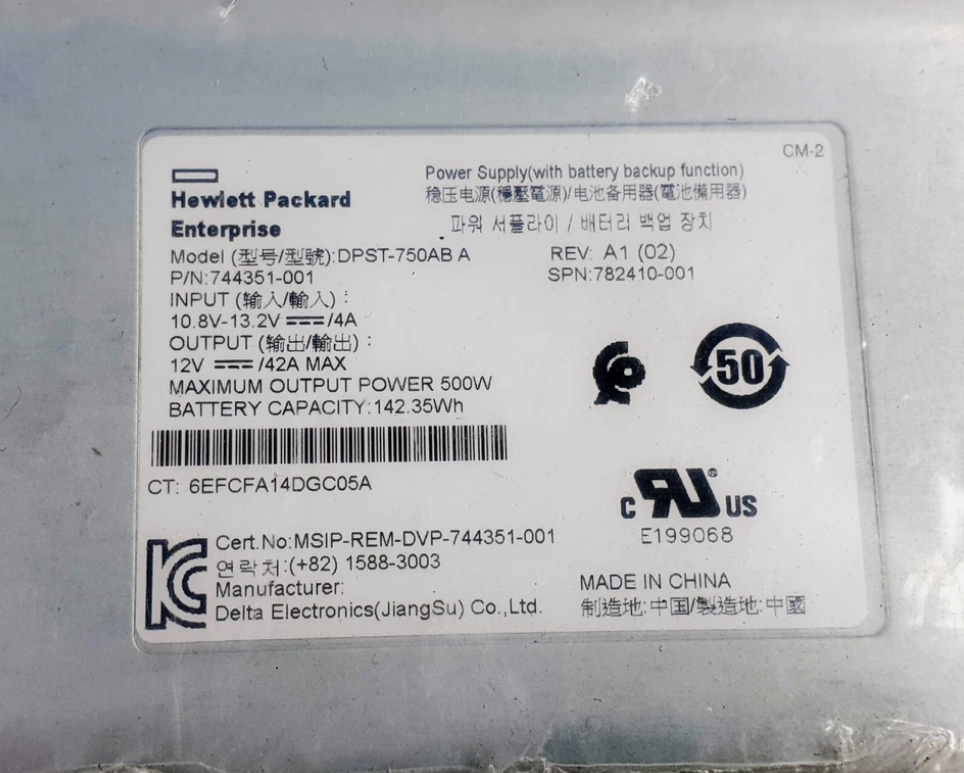 CM-2
Hewlett Packard
Enterprise
Power Supply(with battery backup function)
稳压电源(穩壓電源)/电池备用器(電池備用器)
파워 서플라이 / 배터리 백업 장치
Model (型号/型號):DPST-750AB A
REV: A1 (02)
P/N:744351-001
SPN:782410-001
INPUT (输入/輸入) :
10.8V-13.2V ⎓/4A
OUTPUT (输出/輸出) :
12V ⎓/42A MAX
MAXIMUM OUTPUT POWER 500W
BATTERY CAPACITY:142.35Wh
50
CT: 6EFCFA14DGC05A
c RU® US
E199068
KC
Cert.No:MSIP-REM-DVP-744351-001
연락처:(+82) 1588-3003
Manufacturer:
Delta Electronics(JiangSu) Co.,Ltd.
MADE IN CHINA
制造地:中国/製造地:中國